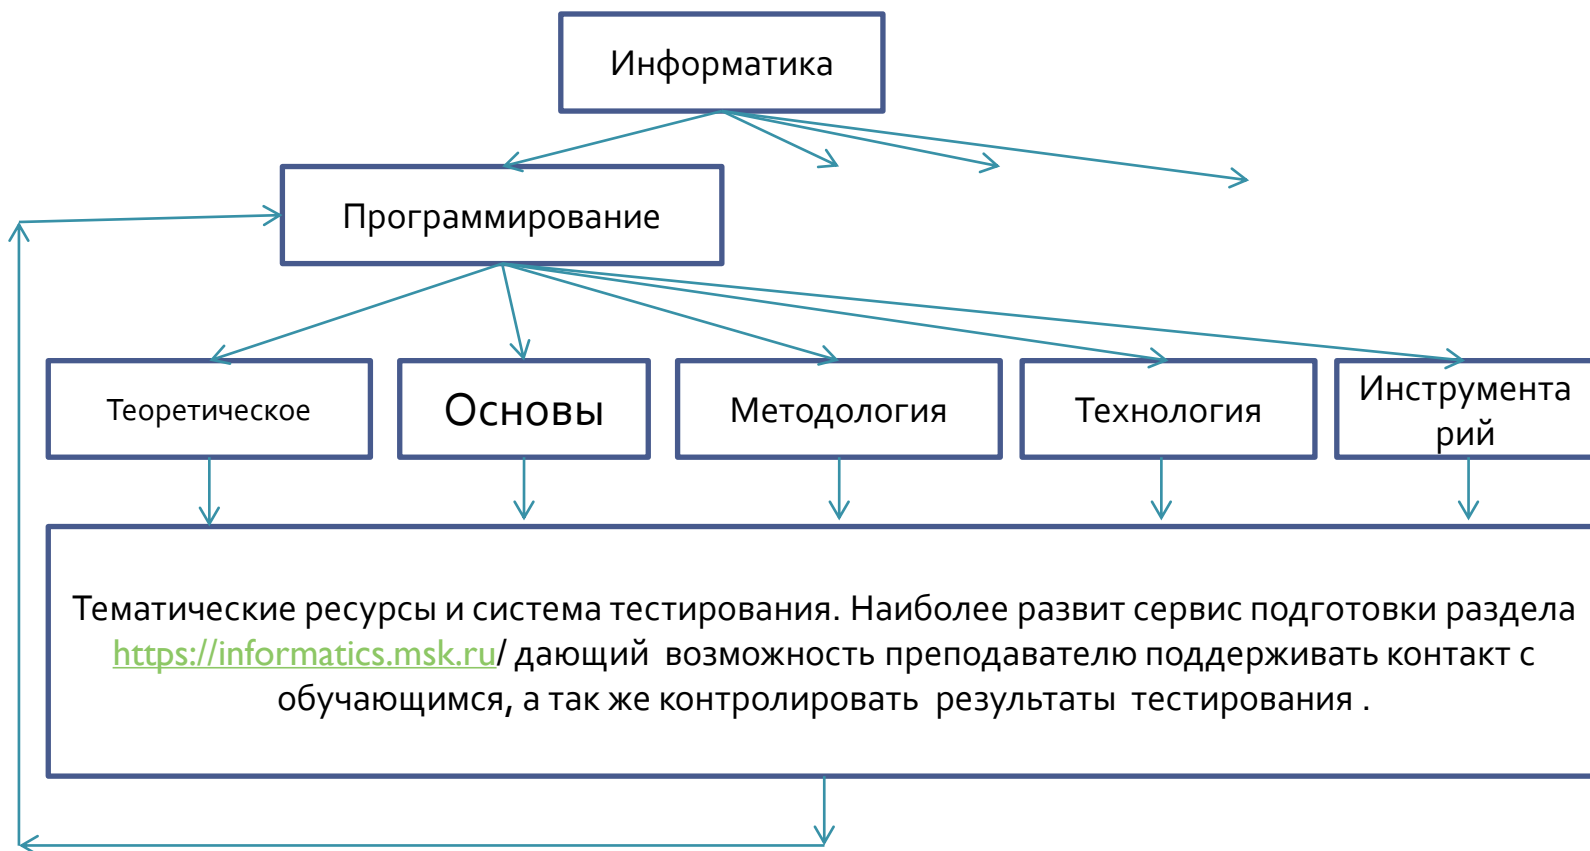 Информатика
Программирование
Теоретическое
Основы
Методология
Технология
Инструмента
рий
Тематические ресурсы и система тестирования. Наиболее развит сервис подготовки раздела
https://informatics.msk.ru/ дающий возможность преподавателю поддерживать контакт с
обучающимся, а так же контролировать результаты тестирования .